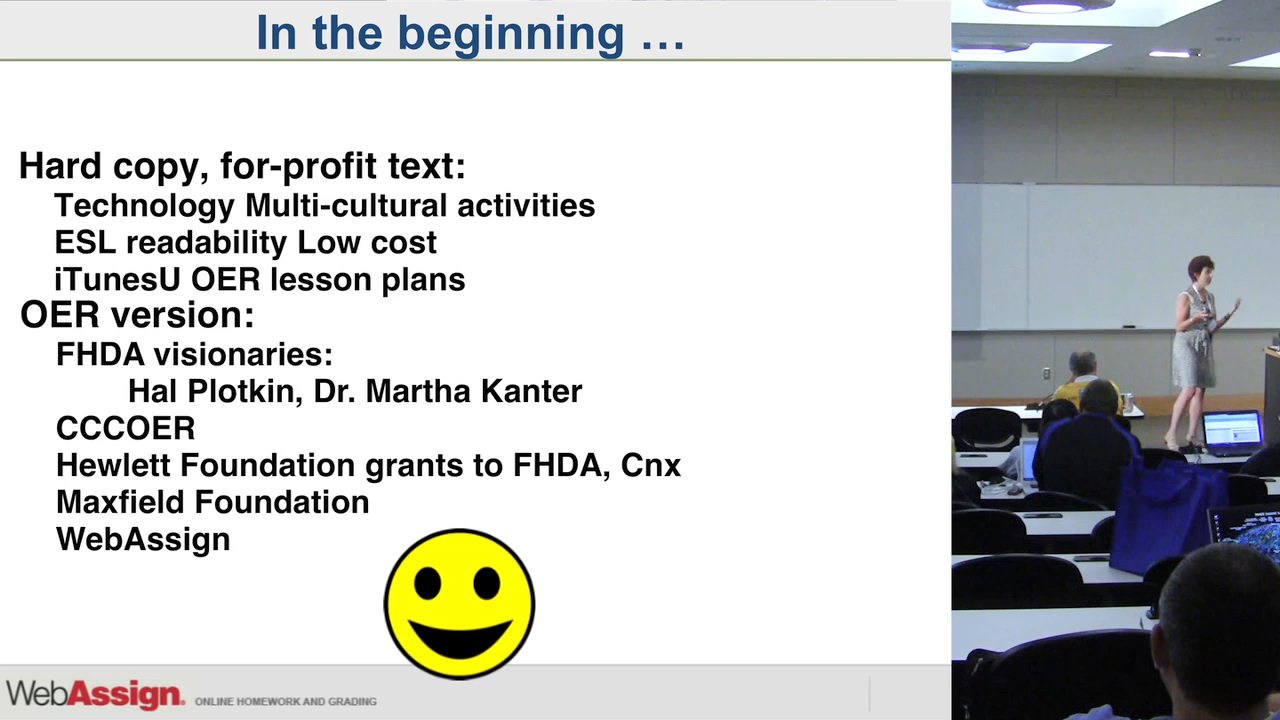 In the beginning …
Hard copy, for-profit text:
Technology Multi-cultural activities
ESL readability Low cost
iTunesU OER lesson plans
OER version:
FHDA visionaries:
Hal Plotkin, Dr. Martha Kanter
CCCOER
Hewlett Foundation grants to FHDA, Cnx
Maxfield Foundation
WebAssign
WebAssign. ONLINE HOMEWORK AND GRADING